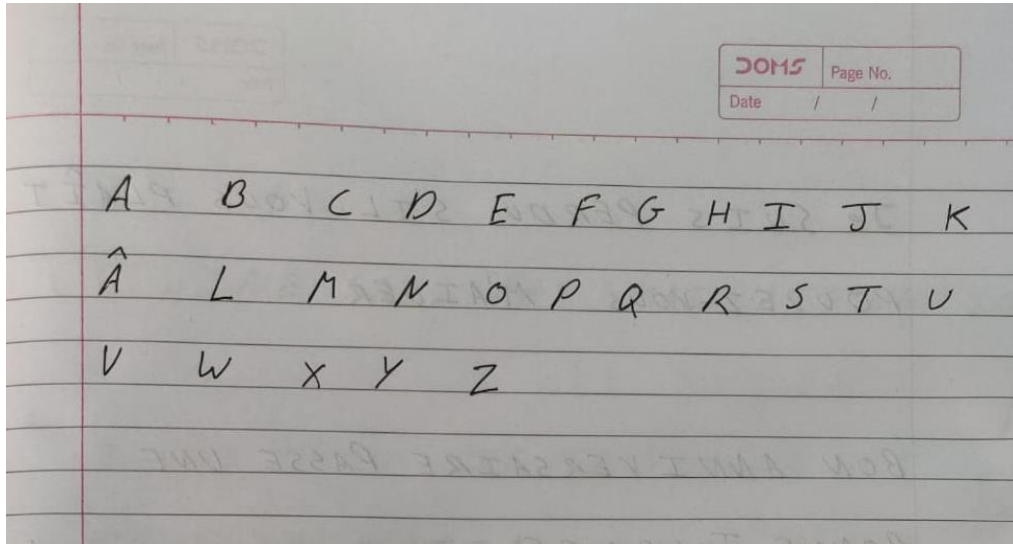 DOMS Page No.
Date / /
A B C D E F G H I J K
Â L M N O P Q R S T U
V W X Y Z